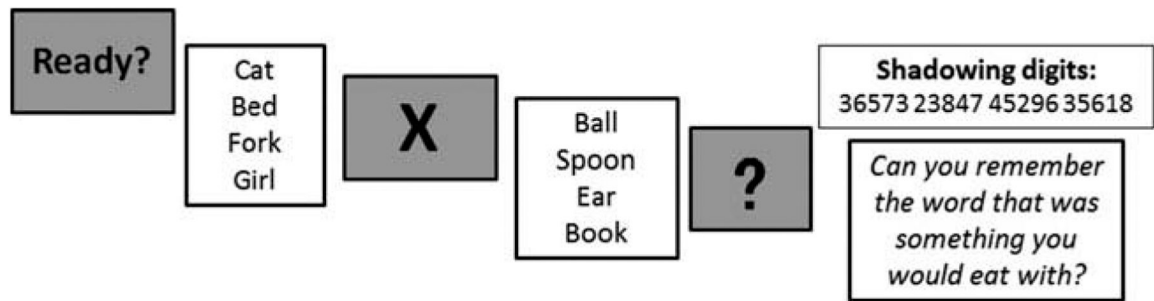 Ready?
Cat
Bed
Fork
Girl
X
Ball
Spoon
Ear
Book
?
Shadowing digits:
36573 23847 45296 35618
Can you remember
the word that was
something you
would eat with?